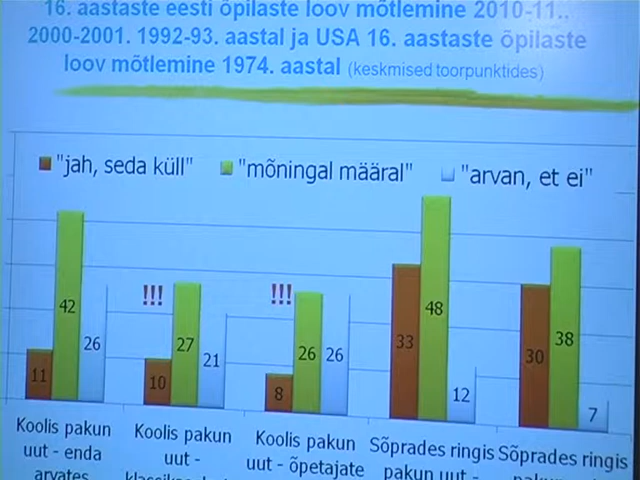 16. aastaste eesti õpilaste loov mõtlemine 2010-11..
2000-2001. 1992-93. aastal ja USA 16. aastaste õpilaste
loov mõtlemine 1974. aastal (keskmised toorpunktides)
"jah, seda küll" "mõningal määral" "arvan, et ei"
!!! !!!
11 42 26
10 27 21
8 26 26
33 48 12
30 38 7
Koolis pakun
uut - enda
arvates
Koolis pakun
uut -
Koolis pakun
uut - õpetajate
Sõprades ringis
pakun uut -
Sõprades ringis